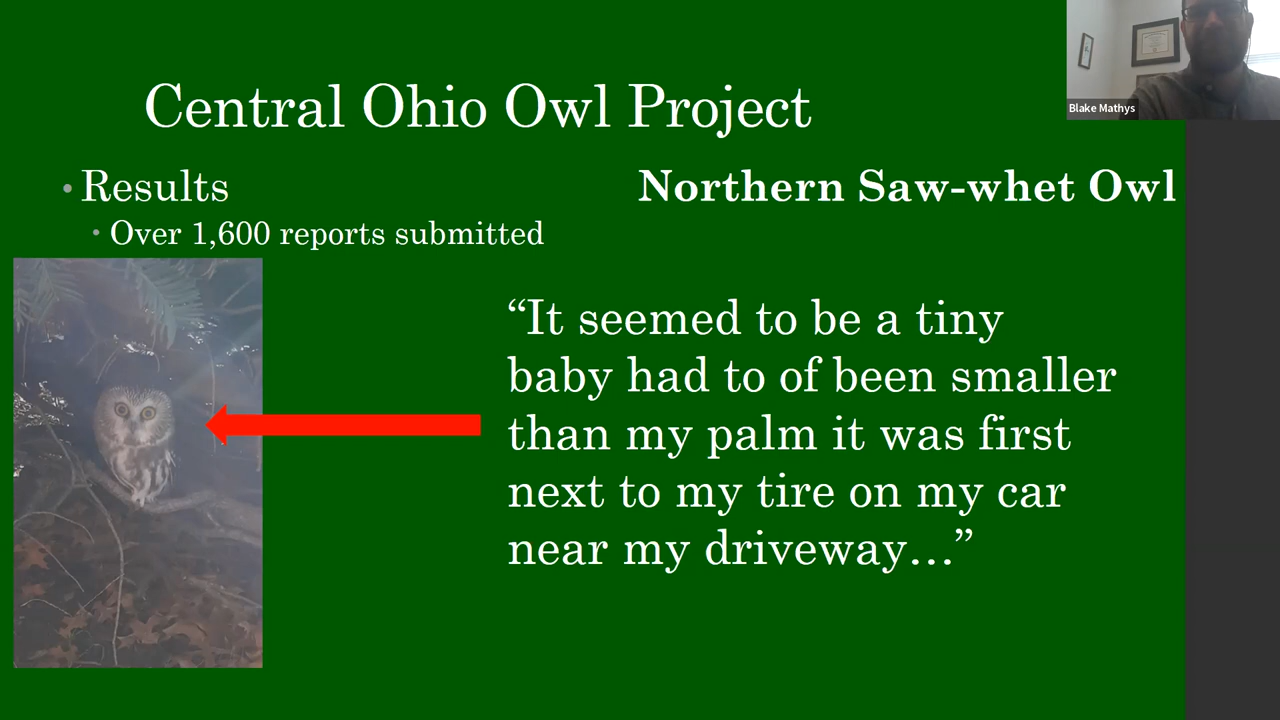 Blake Mathys
Central Ohio Owl Project
• Results
Northern Saw-whet Owl
• Over 1,600 reports submitted
“It seemed to be a tiny
baby had to of been smaller
than my palm it was first
next to my tire on my car
near my driveway…”